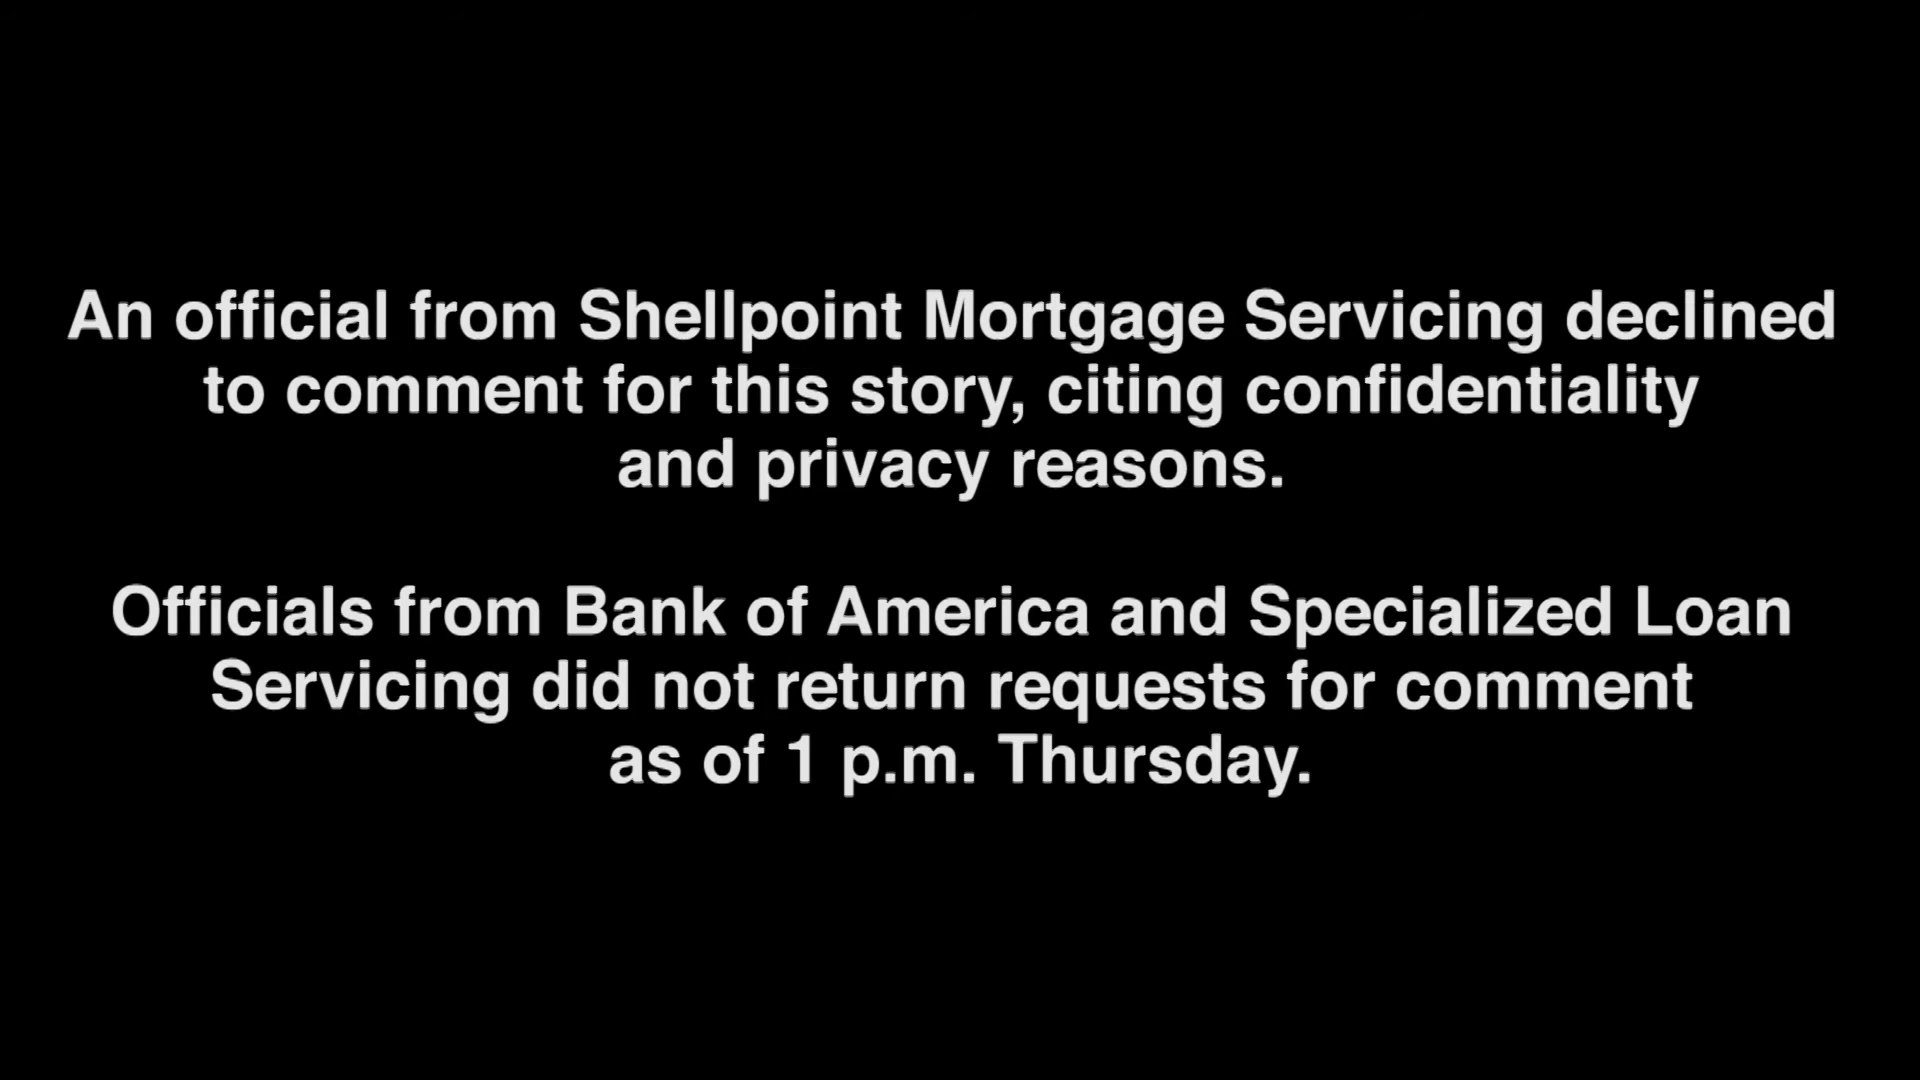 An official from Shellpoint Mortgage Servicing declined
to comment for this story, citing confidentiality
and privacy reasons.
Officials from Bank of America and Specialized Loan
Servicing did not return requests for comment
as of 1 p.m. Thursday.